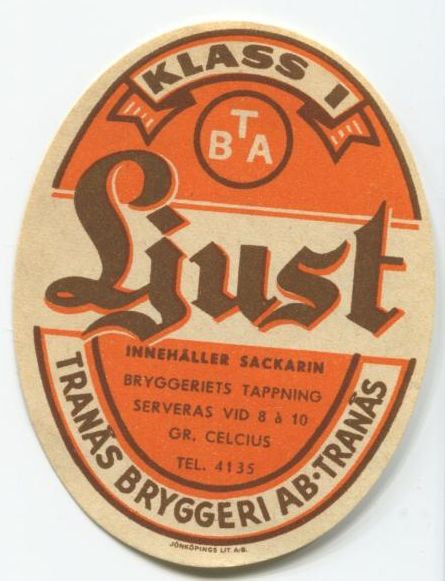 KLASS I
BTA
Ljust
INNEHÅLLER SACKARIN
BRYGGERIETS TAPPNING
SERVERAS VID 8 à 10
GR. CELCIUS
TEL. 4135
TRANÅS BRYGGERI AB·TRANÅS
JÖNKÖPINGS LIT. A.-B.